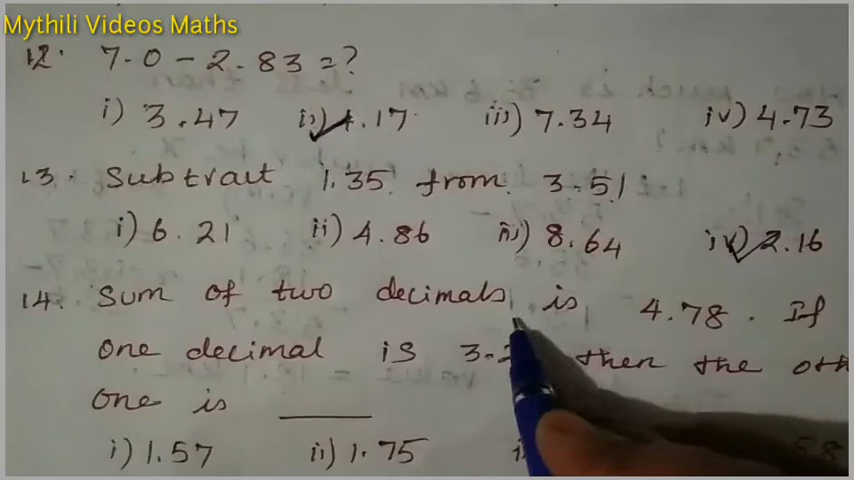 Mythili Videos Maths
12. 7.0 - 2.83 = ?
i) 3.47 ii) 4.17 iii) 7.34 iv) 4.73
13. Subtract 1.35 from 3.51
i) 6.21 ii) 4.86 iii) 8.64 iv) 2.16
14. Sum of two decimals is 4.78. If
one decimal is then the
one is ____
i) 1.57 ii) 1.75